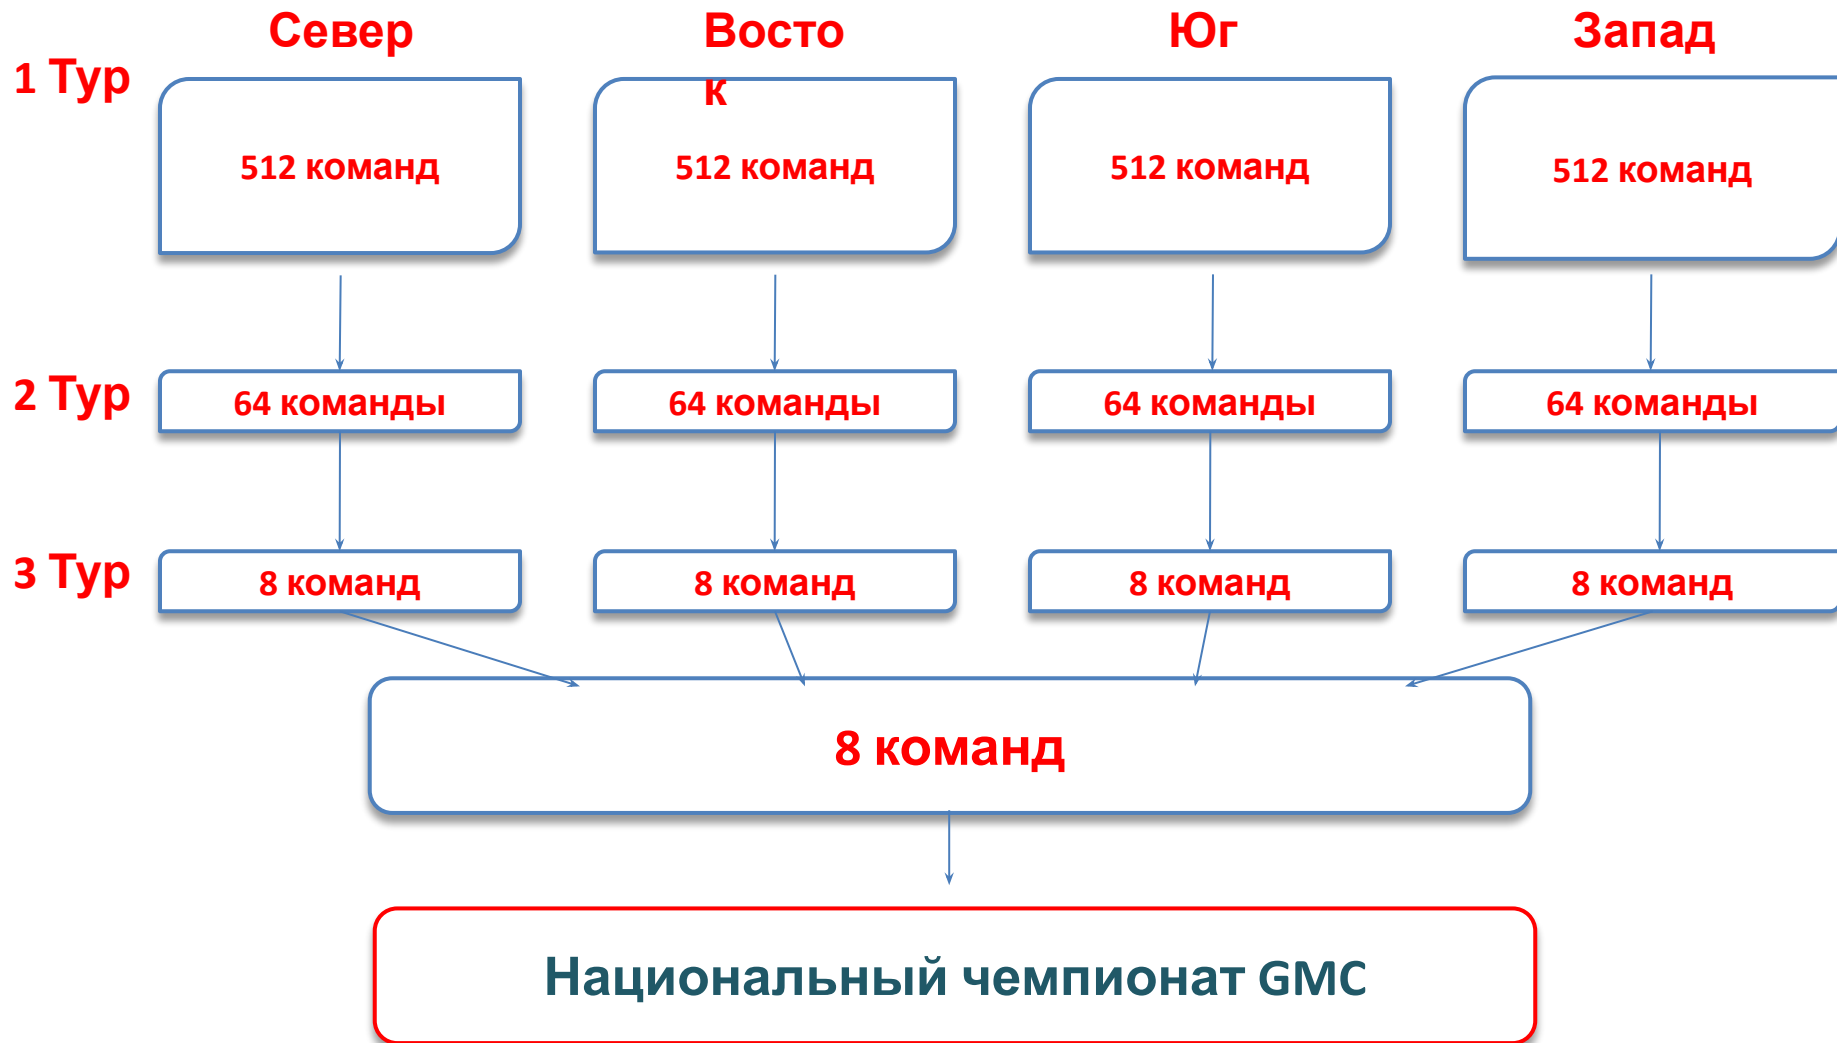 Север
Восто
к
Юг
Запад
1 Тур
512 команд
512 команд
512 команд
512 команд
2 Тур
64 команды
64 команды
64 команды
64 команды
3 Тур
8 команд
8 команд
8 команд
8 команд
8 команд
Национальный чемпионат GMC